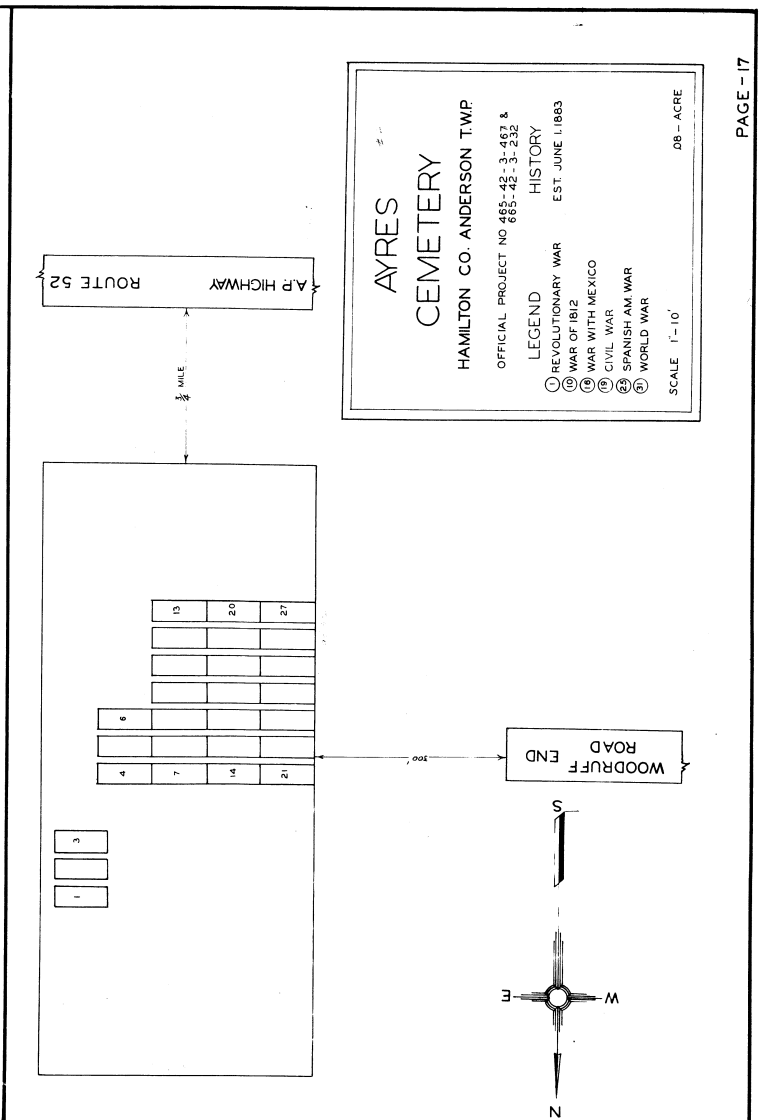 AYRES
CEMETERY
HAMILTON CO. ANDERSON T.W.P.
OFFICIAL PROJECT NO 465-42-3-467 &
665-42-3-232
LEGEND HISTORY
1 REVOLUTIONARY WAR EST. JUNE 1.1883
10 WAR OF 1812
16 WAR WITH MEXICO
19 CIVIL WAR
25 SPANISH AM. WAR
31 WORLD WAR
SCALE 1"-10' .08-ACRE
PAGE-17
A.P. HIGHWAY ROUTE 52
3/4 MILE
13 20 27
6
4 7 14 21
3
1
300'
WOODRUFF END
ROAD
S
E W
N